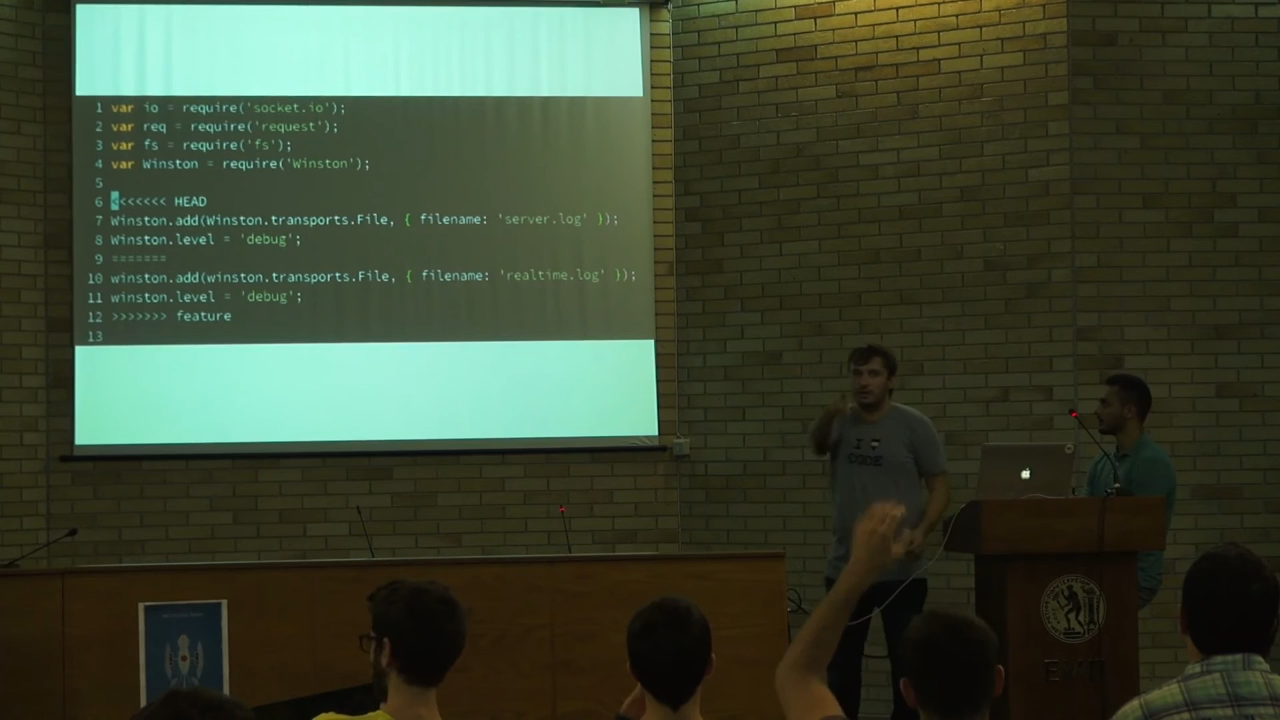 1 var io = require('socket.io');
2 var req = require('request');
3 var fs = require('fs');
4 var Winston = require('Winston');
5
6 <<<<<<< HEAD
7 Winston.add(Winston.transports.File, { filename: 'server.log' });
8 Winston.level = 'debug';
9 =======
10 winston.add(winston.transports.File, { filename: 'realtime.log' });
11 winston.level = 'debug';
12 >>>>>>> feature
13
I
CODE